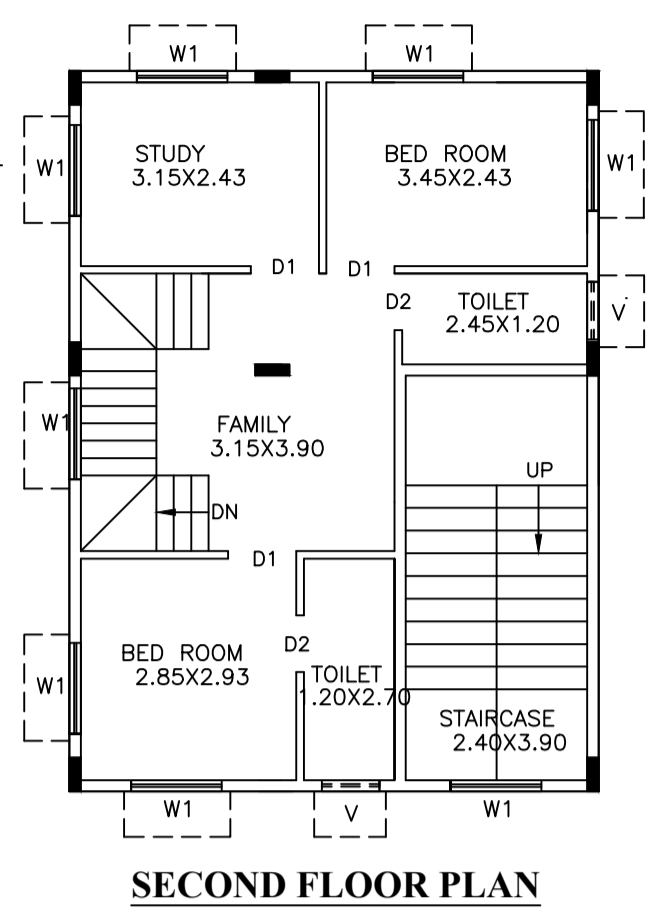 W1
W1
W1
STUDY
3.15X2.43
BED ROOM
3.45X2.43
W1
D1
D1
D2
TOILET
2.45X1.20
V
W1
FAMILY
3.15X3.90
UP
DN
D1
BED ROOM
2.85X2.93
D2
TOILET
1.20X2.70
W1
STAIRCASE
2.40X3.90
W1
V
W1
SECOND FLOOR PLAN